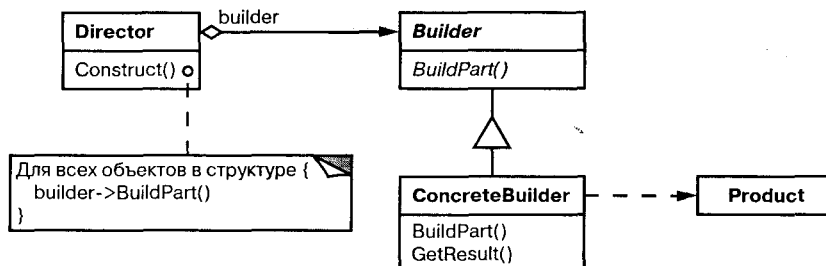 builder
Director
Builder
Construct()
BuildPart()
Для всех объектов в структуре {
builder->BuildPart()
}
ConcreteBuilder
Product
BuildPart()
GetResult()